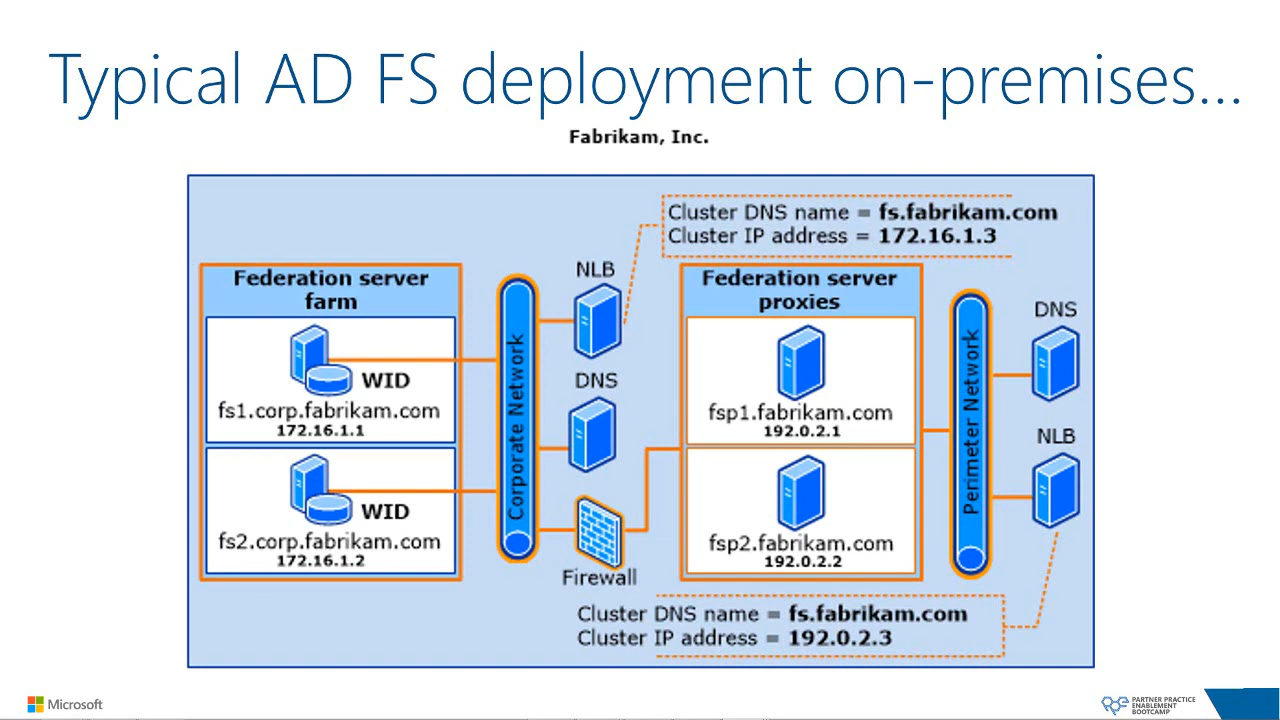 Typical AD FS deployment on-premises...
Fabrikam, Inc.
Cluster DNS name = fs.fabrikam.com
Cluster IP address = 172.16.1.3
Federation server
farm
WID
fs1.corp.fabrikam.com
172.16.1.1
WID
fs2.corp.fabrikam.com
172.16.1.2
Corporate Network
NLB
DNS
Firewall
Federation server
proxies
fsp1.fabrikam.com
192.0.2.1
fsp2.fabrikam.com
192.0.2.2
Perimeter Network
DNS
NLB
Cluster DNS name = fs.fabrikam.com
Cluster IP address = 192.0.2.3
Microsoft
PARTNER PRACTICE
ENABLEMENT
BOOTCAMP